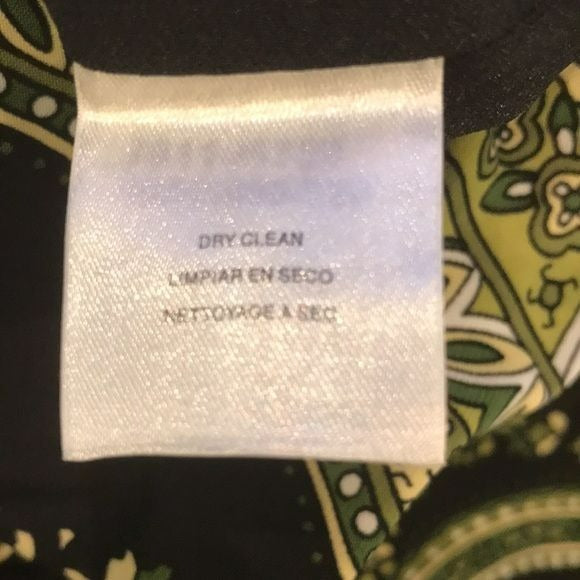 DRY CLEAN
LIMPIAR EN SECO
NETTOYAGE A SEC